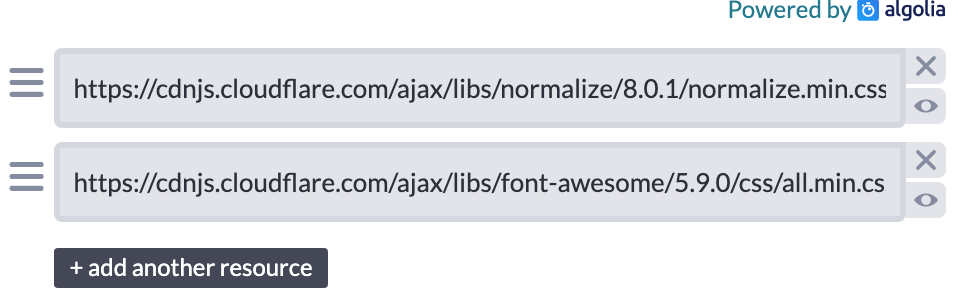 Powered by algolia
https://cdnjs.cloudflare.com/ajax/libs/normalize/8.0.1/normalize.min.css
https://cdnjs.cloudflare.com/ajax/libs/font-awesome/5.9.0/css/all.min.cs
+ add another resource